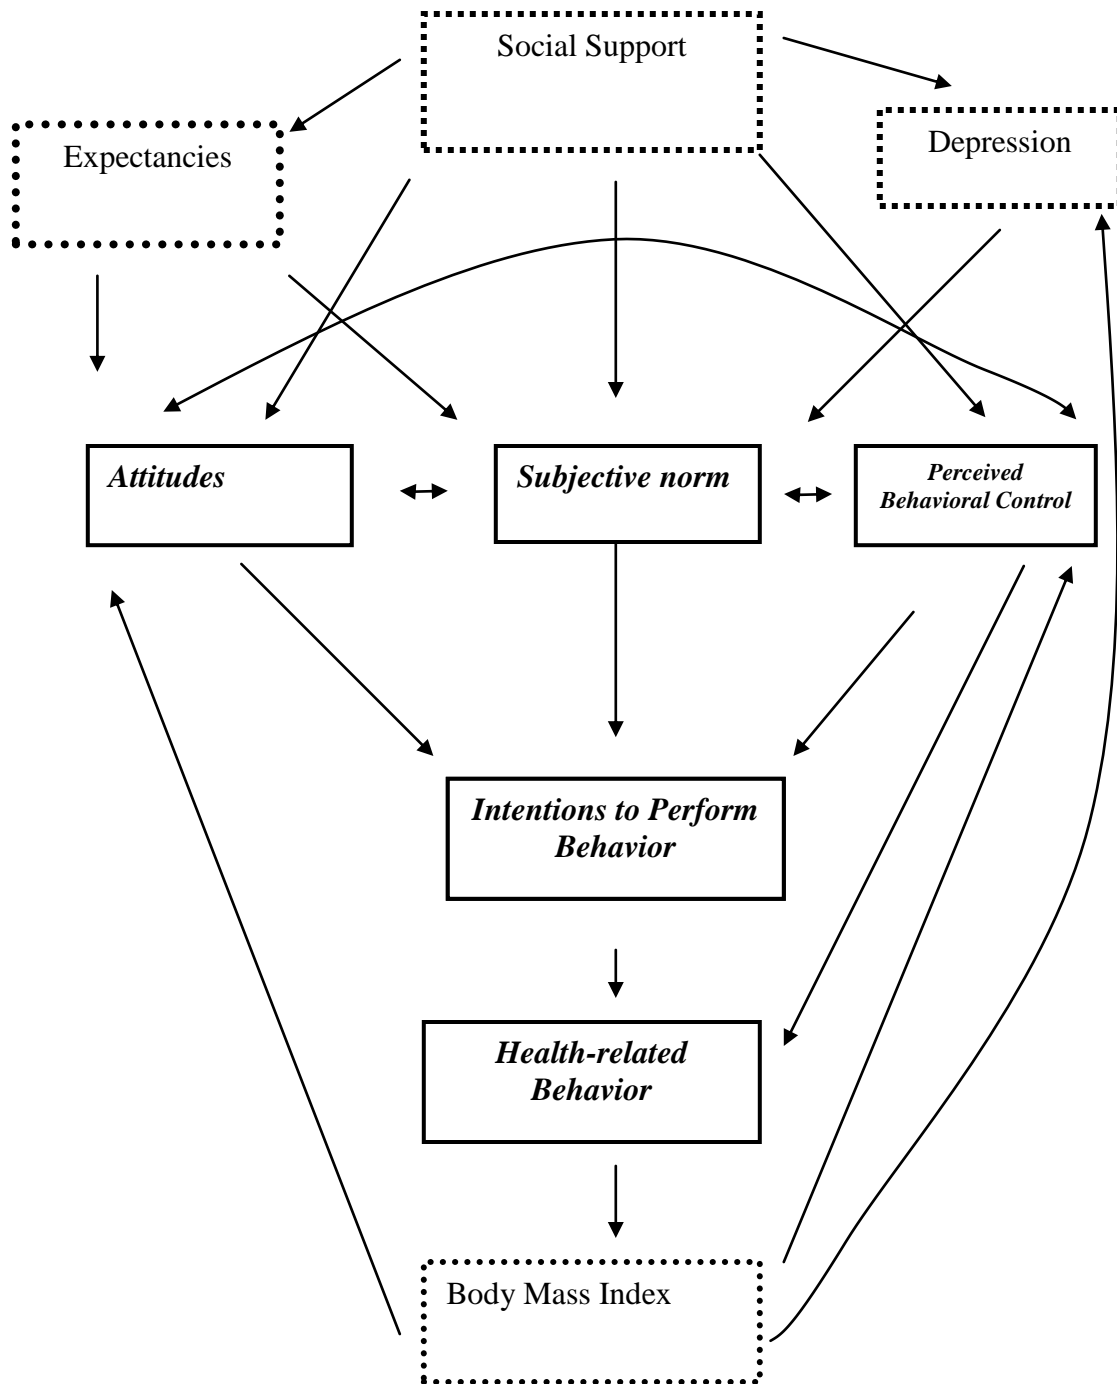 Social Support
Expectancies
Depression
Attitudes
Subjective norm
Perceived
Behavioral Control
Intentions to Perform
Behavior
Health-related
Behavior
Body Mass Index